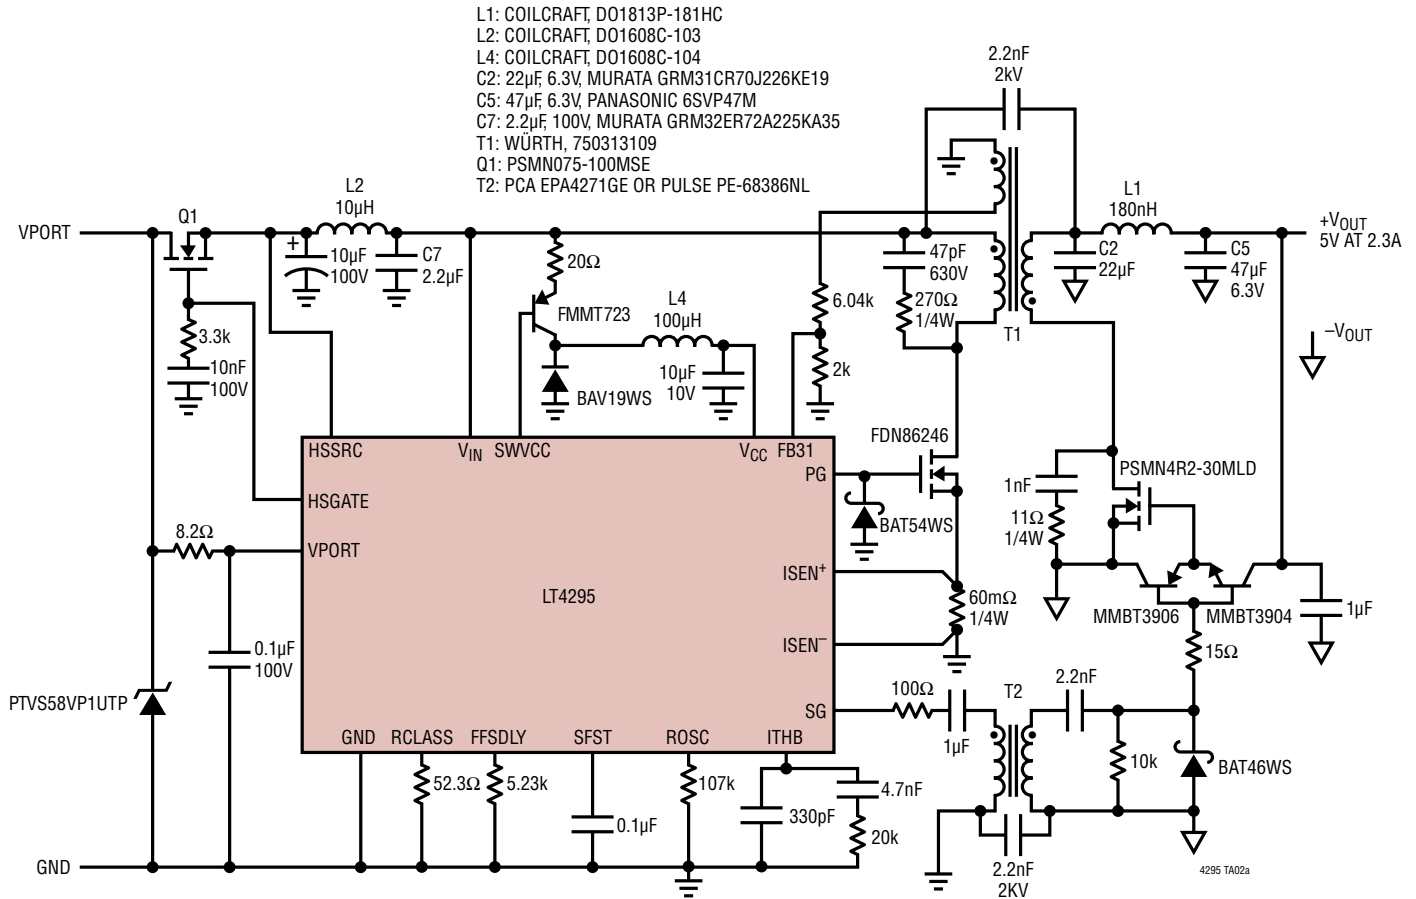 L1: COILCRAFT, DO1813P-181HC
L2: COILCRAFT, DO1608C-103
L4: COILCRAFT, DO1608C-104
C2: 22µF, 6.3V, MURATA GRM31CR70J226KE19
C5: 47µF, 6.3V, PANASONIC 6SVP47M
C7: 2.2µF, 100V, MURATA GRM32ER72A225KA35
T1: WÜRTH, 750313109
Q1: PSMN075-100MSE
T2: PCA EPA4271GE OR PULSE PE-68386NL
2.2nF
2kV
VPORT
Q1
L2
10µH
+
10µF
100V
C7
2.2µF
20Ω
FMMT723
L4
100µH
10µF
10V
BAV19WS
6.04k
2k
47pF
630V
270Ω
1/4W
T1
C2
22µF
L1
180nH
C5
47µF
6.3V
+VOUT
5V AT 2.3A
–VOUT
3.3k
10nF
100V
HSSRC
VIN
SWVCC
VCC
FB31
PG
HSGATE
VPORT
LT4295
ISEN+
ISEN–
SG
GND
RCLASS
FFSDLY
SFST
ROSC
ITHB
8.2Ω
0.1µF
100V
PTVS58VP1UTP
FDN86246
BAT54WS
60mΩ
1/4W
PSMN4R2-30MLD
1nF
11Ω
1/4W
MMBT3906
MMBT3904
1µF
15Ω
100Ω
1µF
T2
2.2nF
10k
BAT46WS
2.2nF
2KV
52.3Ω
5.23k
0.1µF
107k
330pF
4.7nF
20k
GND
4295 TA02a